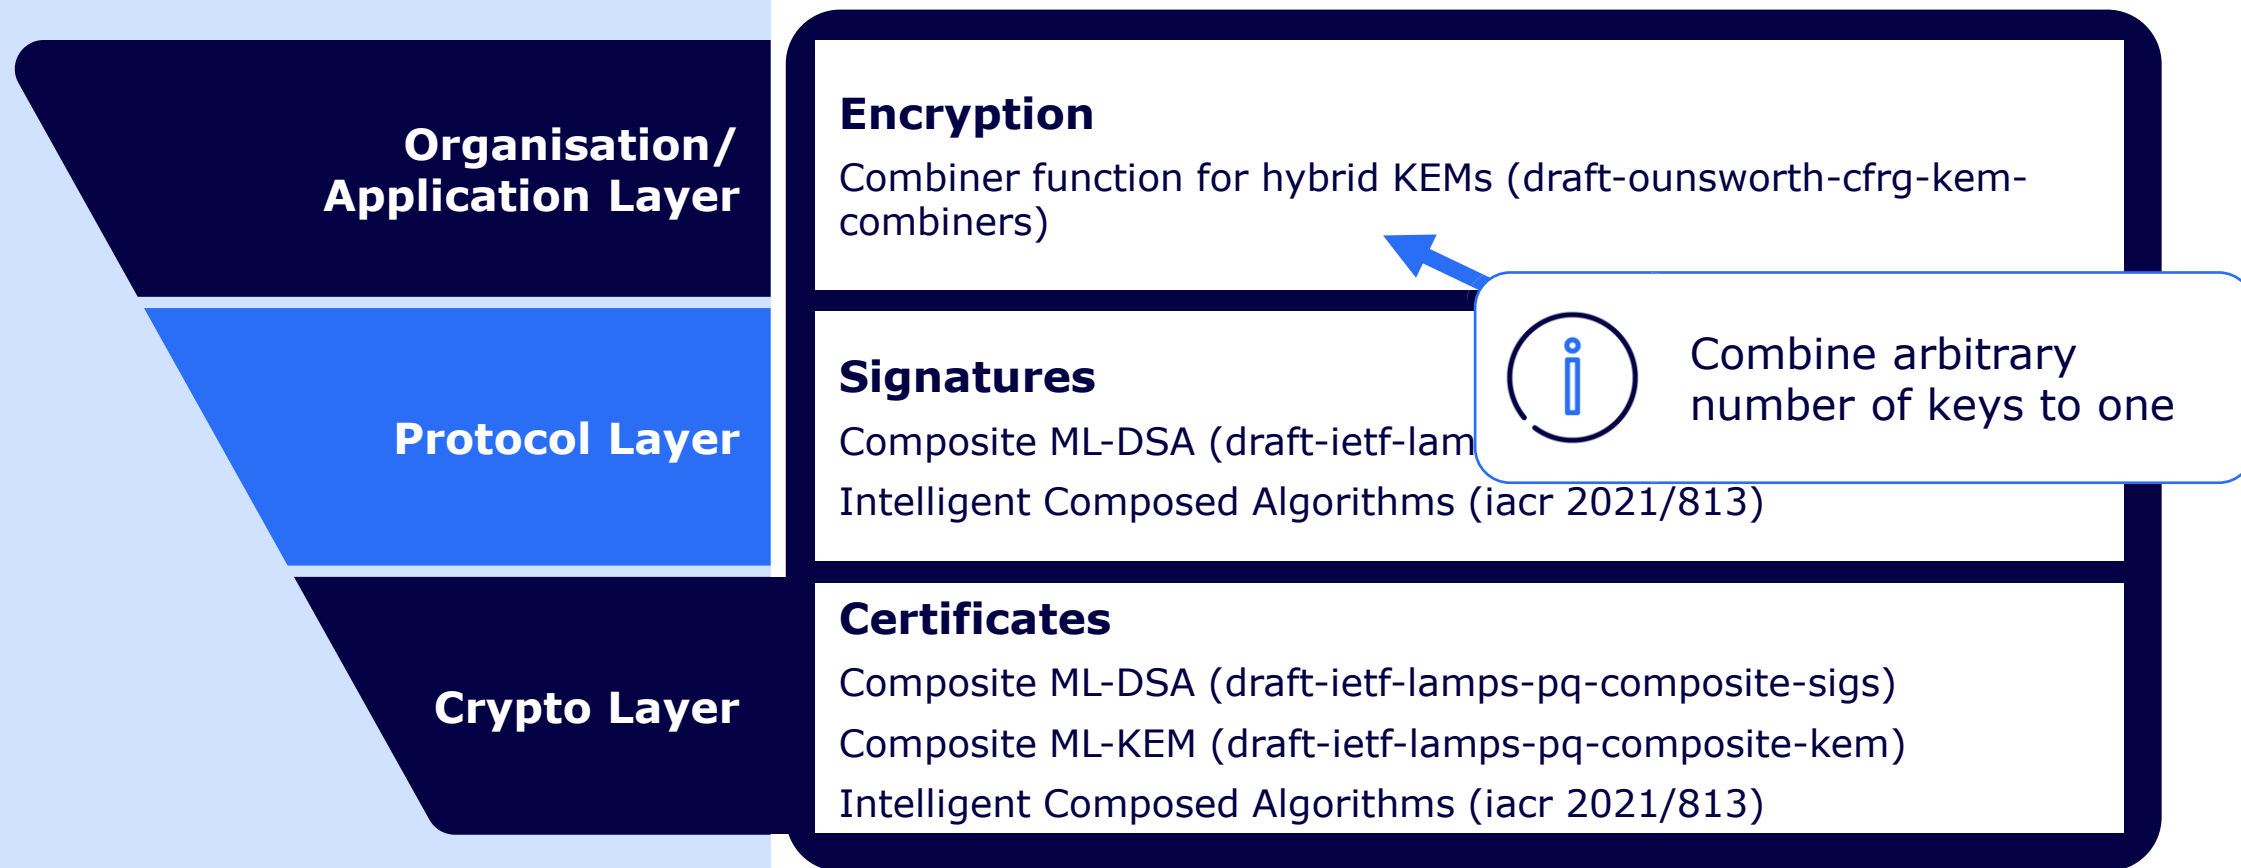 Organisation/
Application Layer
Protocol Layer
Crypto Layer
Encryption
Combiner function for hybrid KEMs (draft-ounsworth-cfrg-kem-
combiners)
Signatures
Composite ML-DSA (draft-ietf-lam
Intelligent Composed Algorithms (iacr 2021/813)
Combine arbitrary
number of keys to one
Certificates
Composite ML-DSA (draft-ietf-lamps-pq-composite-sigs)
Composite ML-KEM (draft-ietf-lamps-pq-composite-kem)
Intelligent Composed Algorithms (iacr 2021/813)